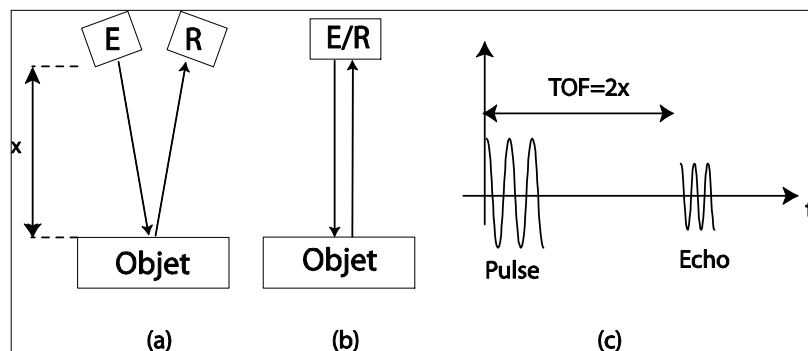 E R
x
Objet
(a)
E/R
Objet
(b)
TOF=2x
t
Pulse
Echo
(c)